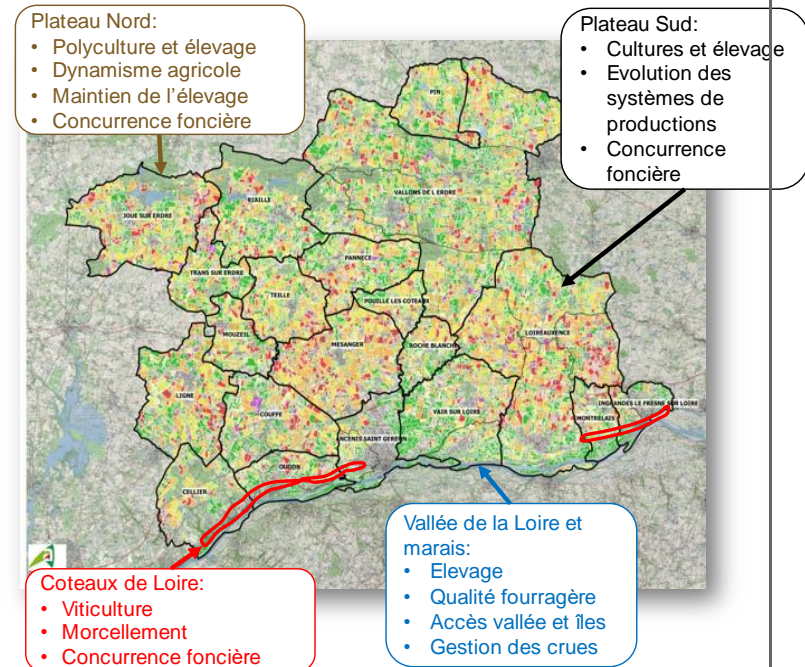 Plateau Nord:
• Polyculture et élevage
• Dynamisme agricole
• Maintien de l'élevage
• Concurrence foncière
Plateau Sud:
• Cultures et élevage
• Evolution des
systèmes de
productions
• Concurrence
foncière
PIN
VALLONS DE L ERDRE
RIAILLE
JOUE SUR ERDRE
PANNECE
TRANS SUR ERDRE
TEILLE
POUILLE LES COTEAUX
LOIREAUXENCE
MOUZEIL
MESANGER
ROCHE BLANCHE
LIGNE
INGRANDES LE FRESNE SUR LOIRE
COUFFE
VAIR SUR LOIRE
MONTRELAIS
ANCENIS SAINT GEREON
OUDON
CELLIER
Vallée de la Loire et
marais:
• Elevage
• Qualité fourragère
• Accès vallée et îles
• Gestion des crues
Coteaux de Loire:
• Viticulture
• Morcellement
• Concurrence foncière